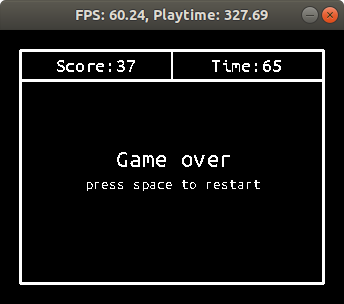 FPS: 60.24, Playtime: 327.69
Score:37 Time:65
Game over
press space to restart